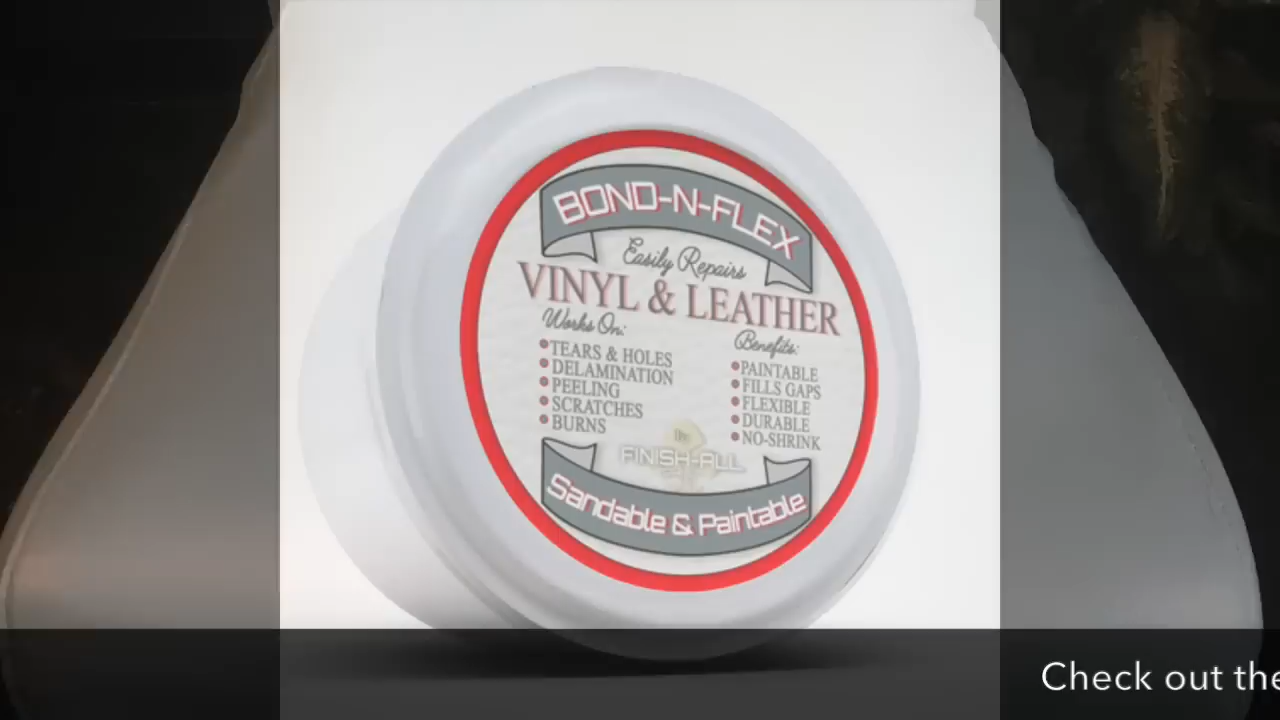 BOND-N-FLEX
Easily Repairs
VINYL & LEATHER
Works On:
TEARS & HOLES
DELAMINATION
PEELING
SCRATCHES
BURNS
Benefits:
PAINTABLE
FILLS GAPS
FLEXIBLE
DURABLE
NO-SHRINK
the
FINISH-ALL
Sandable & Paintable
Check out the